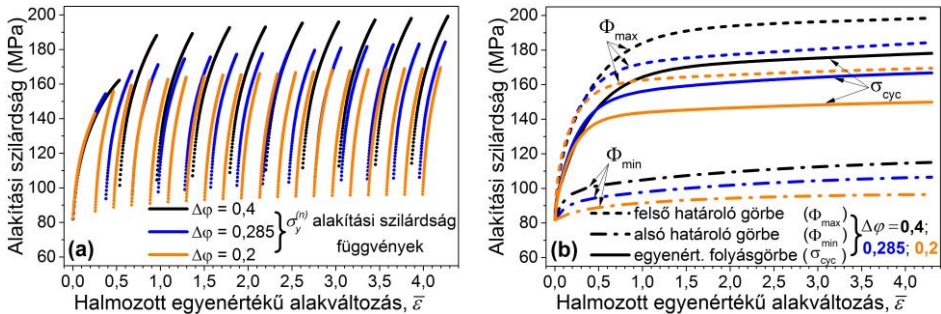 Alakítási szilárdság (MPa)
200
180
160
140
120
100
80
60
Δφ = 0,4
Δφ = 0,285
Δφ = 0,2
σ_y^(n) alakítási szilárdság
függvények
(a)
0,0 0,5 1,0 1,5 2,0 2,5 3,0 3,5 4,0
Halmozott egyenértékű alakváltozás, ε̅
Alakítási szilárdság (MPa)
200
180
160
140
120
100
80
60
Φmax
σcyc
Φmin
felső határoló görbe (Φmax)
alsó határoló görbe (Φmin)
egyenért. folyásgörbe (σcyc)
Δφ = 0,4;
0,285; 0,2
(b)
0,0 0,5 1,0 1,5 2,0 2,5 3,0 3,5 4,0
Halmozott egyenértékű alakváltozás, ε̅